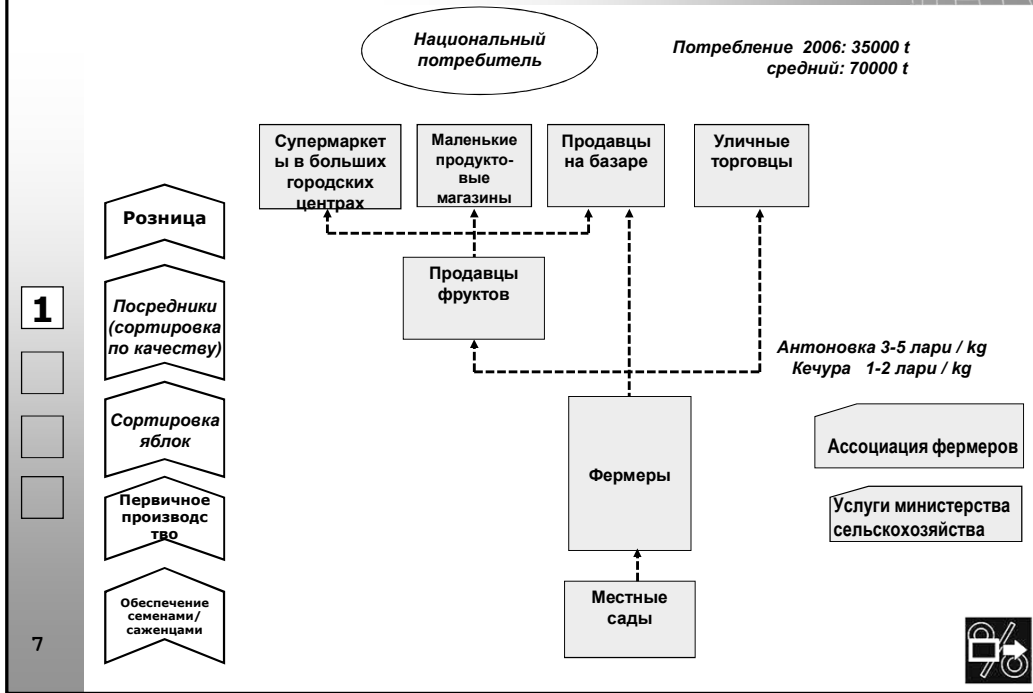 Национальный
потребитель
Потребление 2006: 35000 t
средний: 70000 t
Супермаркет
ы в больших
городских
центрах
Маленькие
продукто-
вые
магазины
Продавцы
на базаре
Уличные
торговцы
Розница
Продавцы
фруктов
1
Посредники
(сортировка
по качеству)
Антоновка 3-5 лари / kg
Кечура 1-2 лари / kg
Сортировка
яблок
Фермеры
Ассоциация фермеров
Первичное
производс
тво
Услуги министерства
сельскохозяйства
Обеспечение
семенами/
саженцами
Местные
сады
7